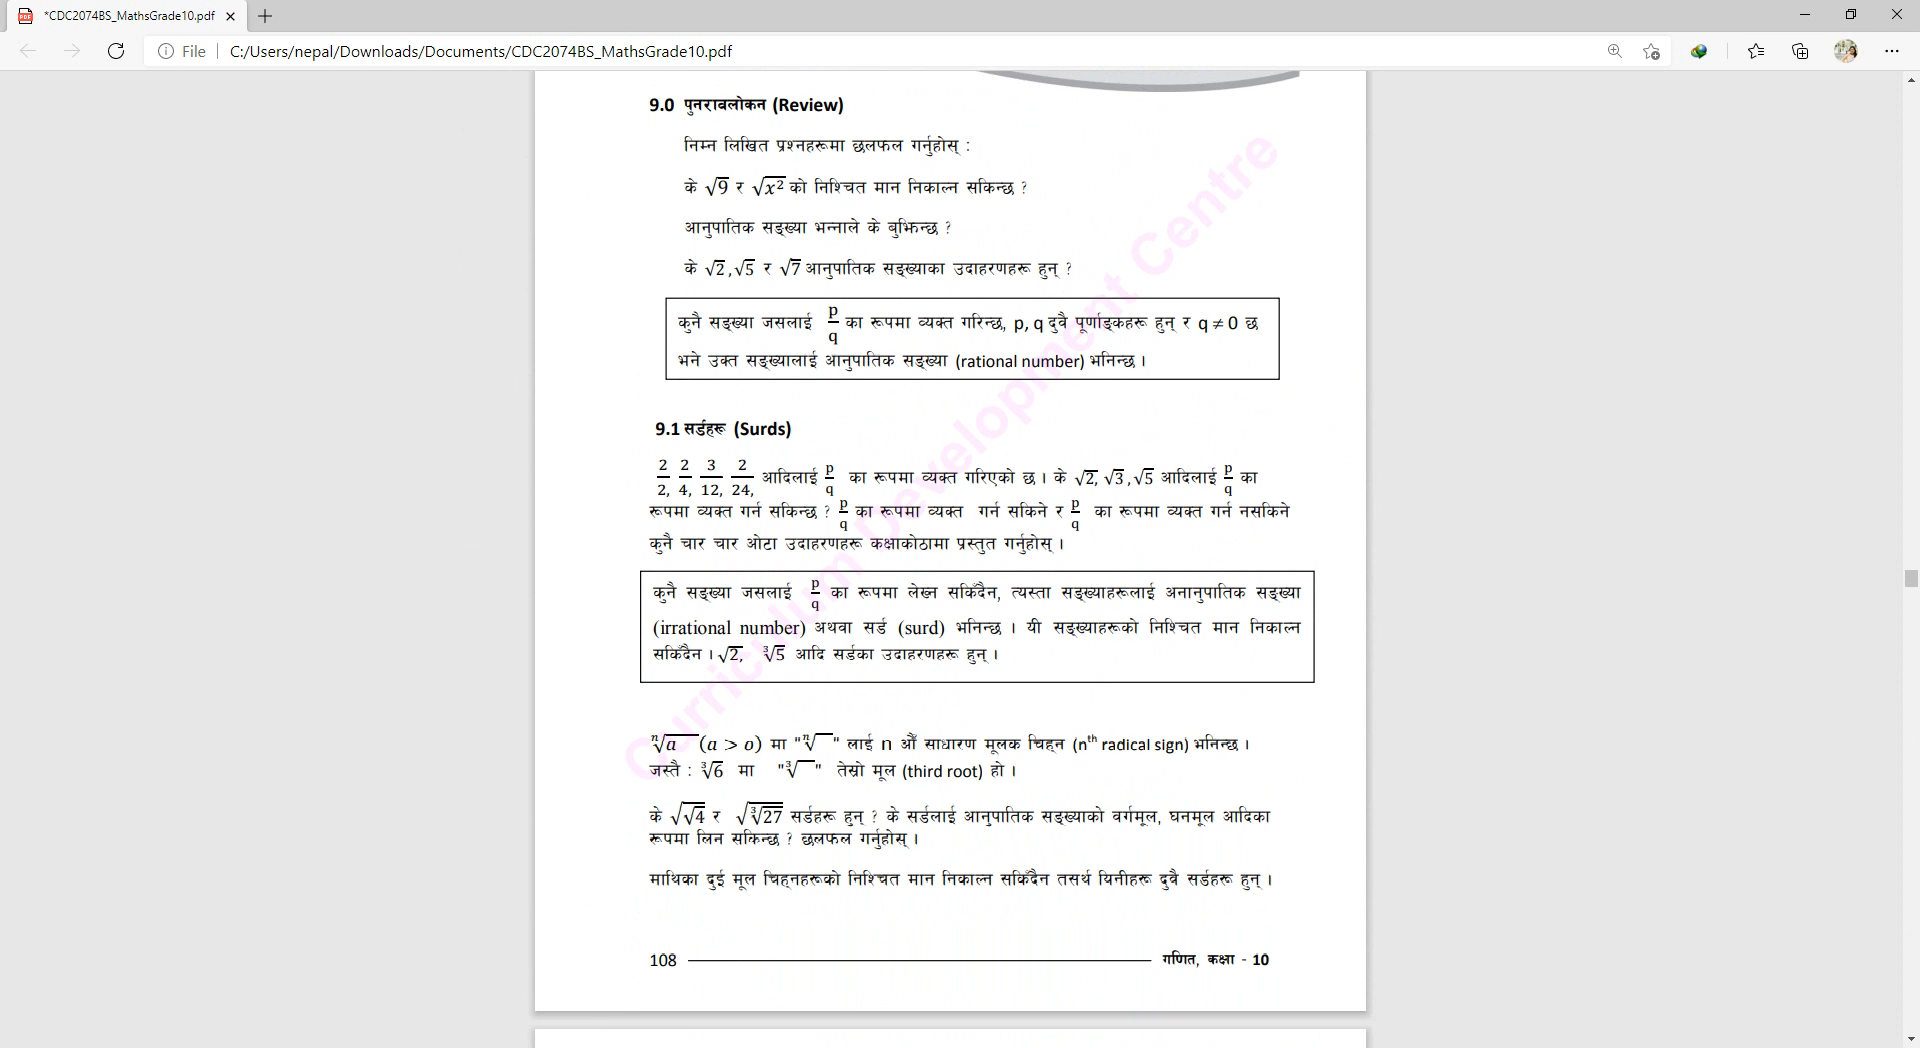 *CDC2074BS_MathsGrade10.pdf
File | C:/Users/nepal/Downloads/Documents/CDC2074BS_MathsGrade10.pdf
9.0 पुनरावलोकन (Review)
निम्न लिखित प्रश्नहरूमा छलफल गर्नुहोस् :
के √9 र √x² को निश्चित मान निकाल्न सकिन्छ ?
आनुपातिक सङ्ख्या भन्नाले के बुझिन्छ ?
के √2 ,√5 र √7 आनुपातिक सङ्ख्याका उदाहरणहरू हुन् ?
कुनै सङ्ख्या जसलाई p/q का रूपमा व्यक्त गरिन्छ, p, q दुवै पूर्णाङ्कहरू हुन् र q ≠ 0 छ
भने उक्त सङ्ख्यालाई आनुपातिक सङ्ख्या (rational number) भनिन्छ ।
9.1 सर्डहरू (Surds)
2/2, 2/4, 3/12, 2/24, आदिलाई p/q का रूपमा व्यक्त गरिएको छ । के √2, √3 ,√5 आदिलाई p/q का
रूपमा व्यक्त गर्न सकिन्छ ? p/q का रूपमा व्यक्त गर्न सकिने र p/q का रूपमा व्यक्त गर्न नसकिने
कुनै चार चार ओटा उदाहरणहरू कक्षाकोठामा प्रस्तुत गर्नुहोस् ।
कुनै सङ्ख्या जसलाई p/q का रूपमा लेख्न सकिँदैन, त्यस्ता सङ्ख्याहरूलाई अनानुपातिक सङ्ख्या
(irrational number) अथवा सर्ड (surd) भनिन्छ । यी सङ्ख्याहरूको निश्चित मान निकाल्न
सकिँदैन । √2, ∛5 आदि सर्डका उदाहरणहरू हुन् ।
ⁿ√a (a > o) मा "ⁿ√ " लाई n औँ साधारण मूलक चिह्न (nᵗʰ radical sign) भनिन्छ ।
जस्तै : ∛6 मा "∛ " तेस्रो मूल (third root) हो ।
के √√4 र √∛27 सर्डहरू हुन् ? के सर्डलाई आनुपातिक सङ्ख्याको वर्गमूल, घनमूल आदिका
रूपमा लिन सकिन्छ ? छलफल गर्नुहोस् ।
माथिका दुई मूल चिह्नहरूको निश्चित मान निकाल्न सकिँदैन तसर्थ यिनीहरू दुवै सर्डहरू हुन् ।
108 गणित, कक्षा - 10
Curriculum Development Centre